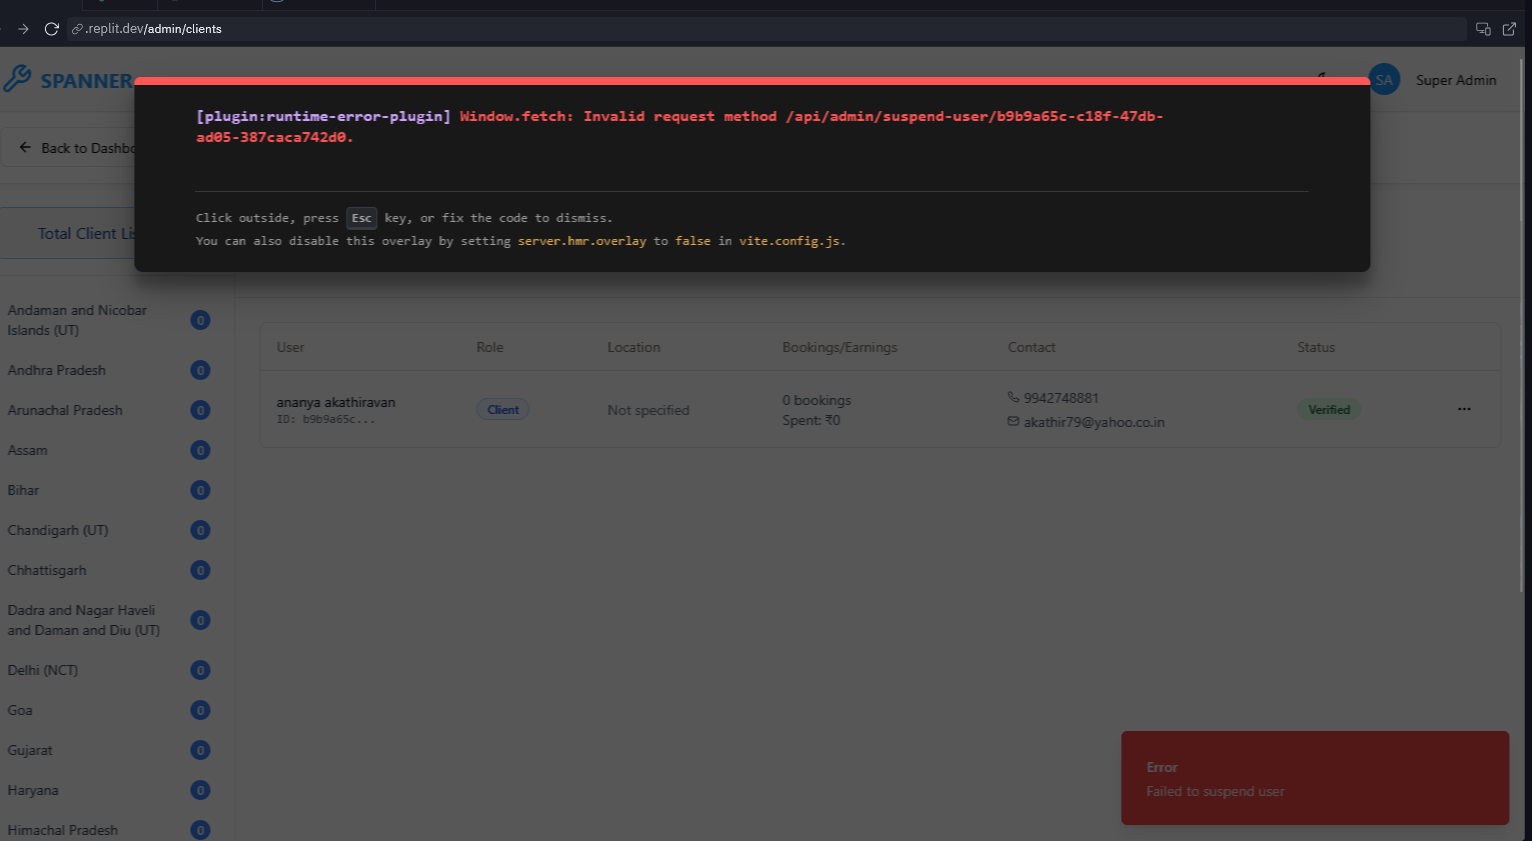 .replit.dev/admin/clients
SPANNER
SA
Super Admin
[plugin:runtime-error-plugin] Window.fetch: Invalid request method /api/admin/suspend-user/b9b9a65c-c18f-47db-
ad05-387caca742d0.
Back to Dashbo
Click outside, press Esc key, or fix the code to dismiss.
You can also disable this overlay by setting server.hmr.overlay to false in vite.config.js.
Total Client Lis
Andaman and Nicobar
Islands (UT)
0
Andhra Pradesh
0
Arunachal Pradesh
0
Assam
0
Bihar
0
Chandigarh (UT)
0
Chhattisgarh
0
Dadra and Nagar Haveli
and Daman and Diu (UT)
0
Delhi (NCT)
0
Goa
0
Gujarat
0
Haryana
0
Himachal Pradesh
0
User
Role
Location
Bookings/Earnings
Contact
Status
ananya akathiravan
ID: b9b9a65c...
Client
Not specified
0 bookings
Spent: ₹0
9942748881
akathir79@yahoo.co.in
Verified
...
Error
Failed to suspend user